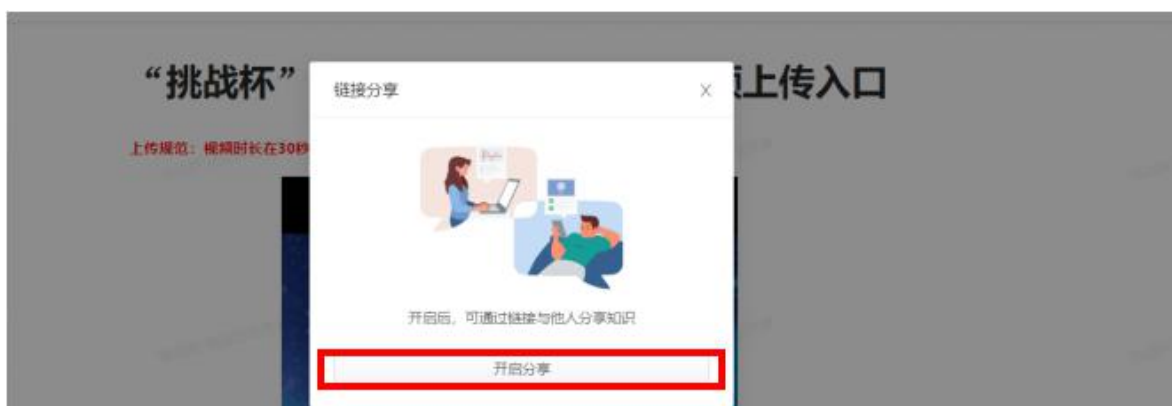 “挑战杯”
上传入口
链接分享 X
上传规范：视频时长在30秒
开启后，可通过链接与他人分享知识
开启分享